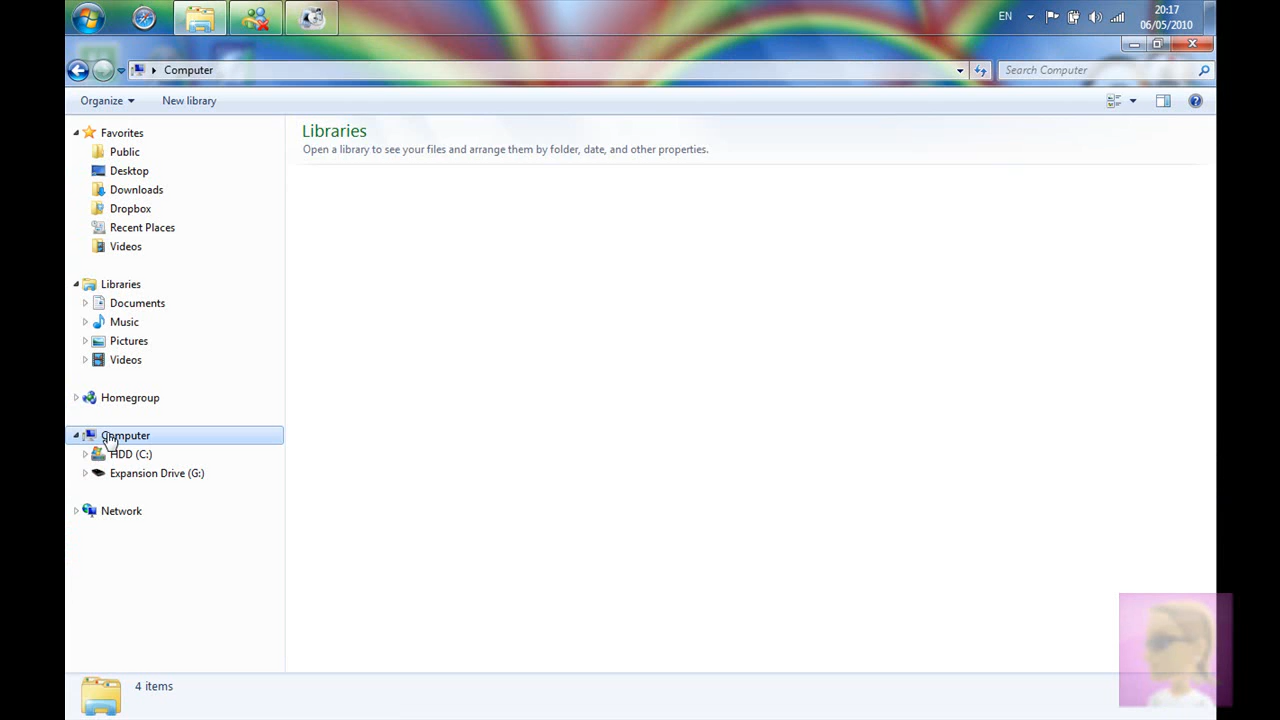 EN
20:17
06/05/2010
Computer
Search Computer
Organize
New library
Libraries
Open a library to see your files and arrange them by folder, date, and other properties.
Favorites
Public
Desktop
Downloads
Dropbox
Recent Places
Videos
Libraries
Documents
Music
Pictures
Videos
Homegroup
Computer
HDD (C:)
Expansion Drive (G:)
Network
4 items